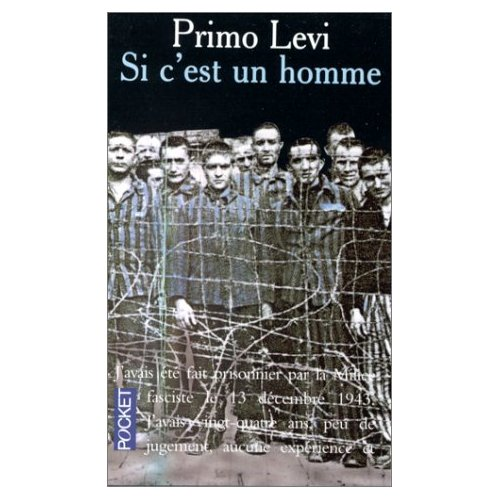 Primo Levi
Si c'est un homme
J'avais été fait prisonnier par la Milice
fasciste le 13 décembre 1943.
J'avais vingt-quatre ans, peu de
jugement, aucune expérience et
POCKET